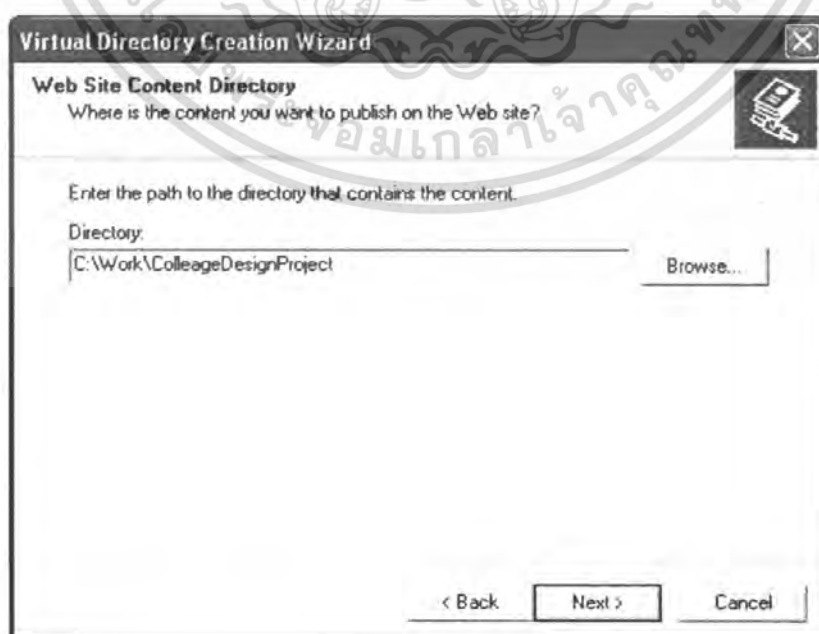 Virtual Directory Creation Wizard
Web Site Content Directory
Where is the content you want to publish on the Web site?
Enter the path to the directory that contains the content.
Directory:
C:\Work\ColleageDesignProject
Browse...
< Back
Next >
Cancel